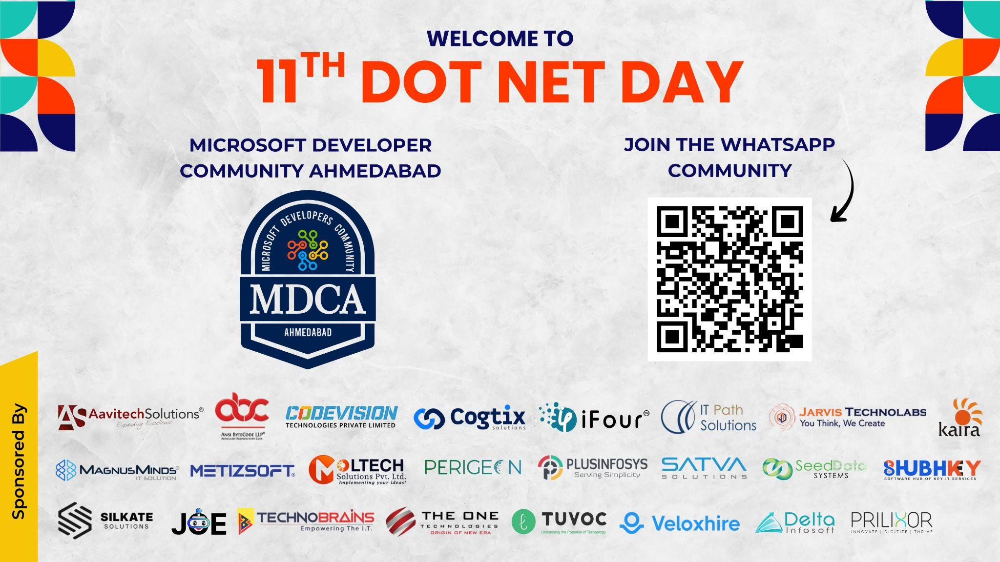 WELCOME TO
11TH DOT NET DAY
MICROSOFT DEVELOPER
COMMUNITY AHMEDABAD
JOIN THE WHATSAPP
COMMUNITY
MICROSOFT DEVELOPERS COMMUNITY
MDCA
AHMEDABAD
Sponsored By
AS AavitechSolutions®
Expanding Excellence
abc
ANSI BYTECODE LLP®
ARTICULATE BUSINESS WITH CODE
CODEVISION
TECHNOLOGIES PRIVATE LIMITED
Cogtix
solutions
iFour™
IT Path
Solutions
JARVIS TECHNOLABS
You Think, We Create
kaira
MAGNUSMINDS®
IT SOLUTION
METIZSOFT®
MOLTECH
Solutions Pvt. Ltd.
Implementing your ideas!
PERIGEON
PLUSINFOSYS
Serving Simplicity
SATVA
SOLUTIONS
SeedData
SYSTEMS
SHUBHKEY
SOFTWARE HUB OF KEY IT SERVICES
SILKATE
SOLUTIONS
JOE
TECHNOBRAINS
Empowering The I.T.
THE ONE
TECHNOLOGIES
ORIGIN OF NEW ERA
TUVOC
Unleashing the Potential of Technology
Veloxhire
Delta
Infosoft
PRILIXOR
INNOVATE | DIGITIZE | THRIVE